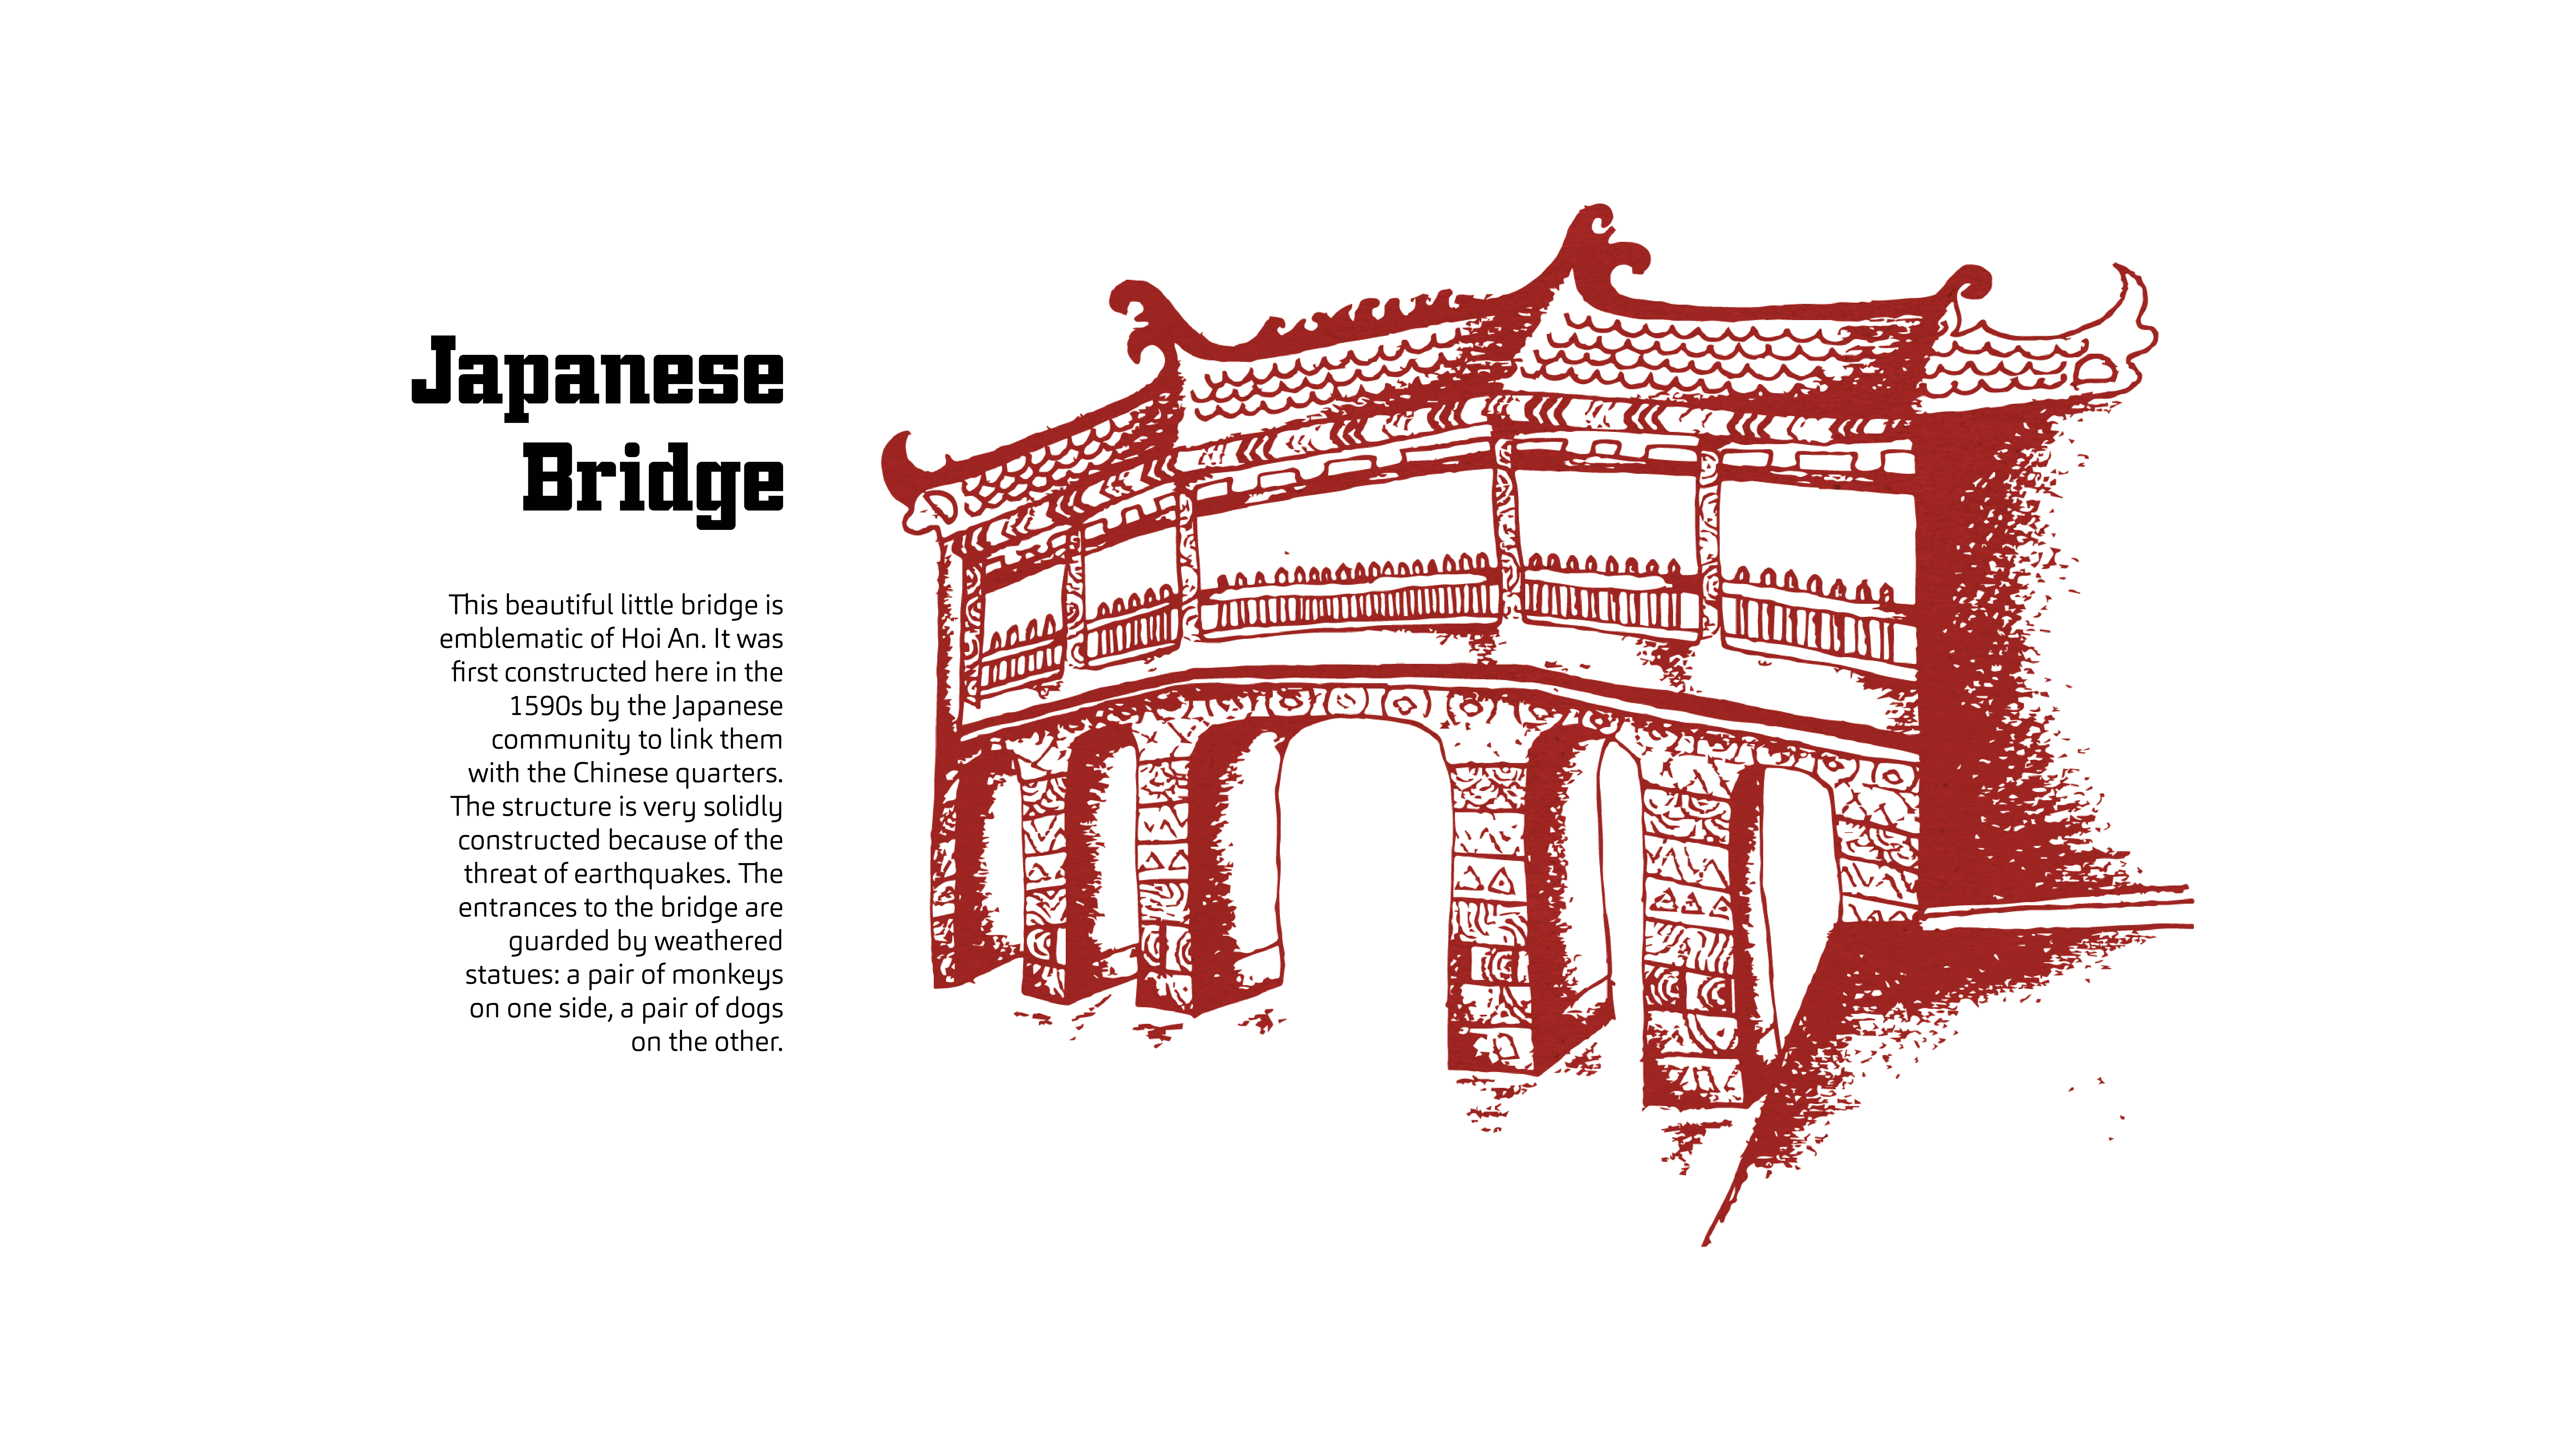 Japanese
Bridge
This beautiful little bridge is
emblematic of Hoi An. It was
first constructed here in the
1590s by the Japanese
community to link them
with the Chinese quarters.
The structure is very solidly
constructed because of the
threat of earthquakes. The
entrances to the bridge are
guarded by weathered
statues: a pair of monkeys
on one side, a pair of dogs
on the other.